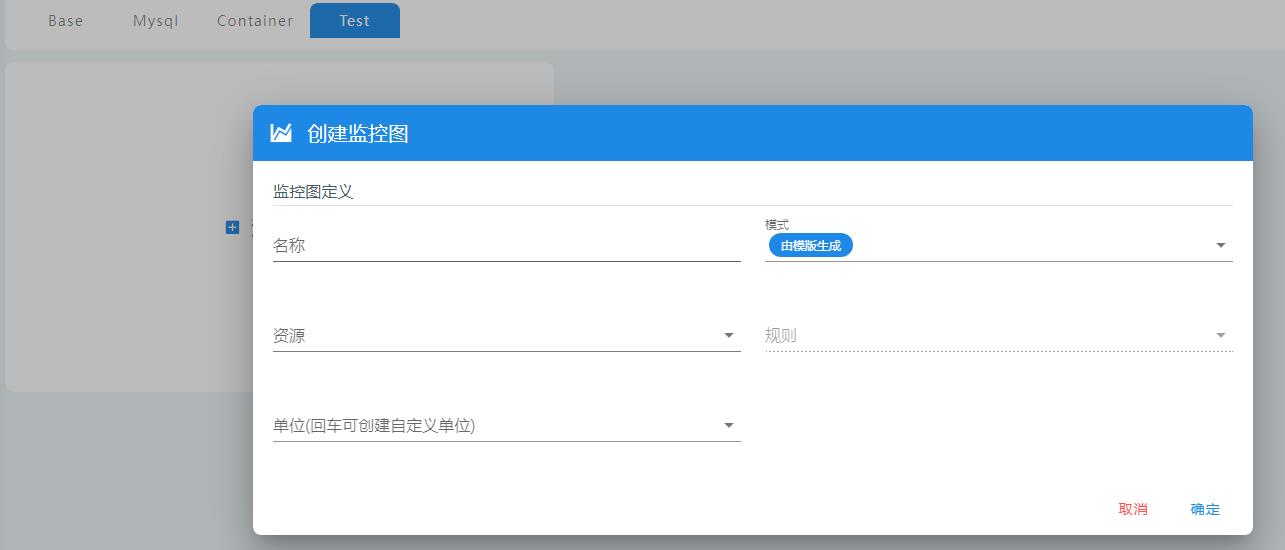 Base Mysql Container Test
创建监控图
监控图定义
模式
名称 由模版生成
资源 规则
单位(回车可创建自定义单位)
取消 确定